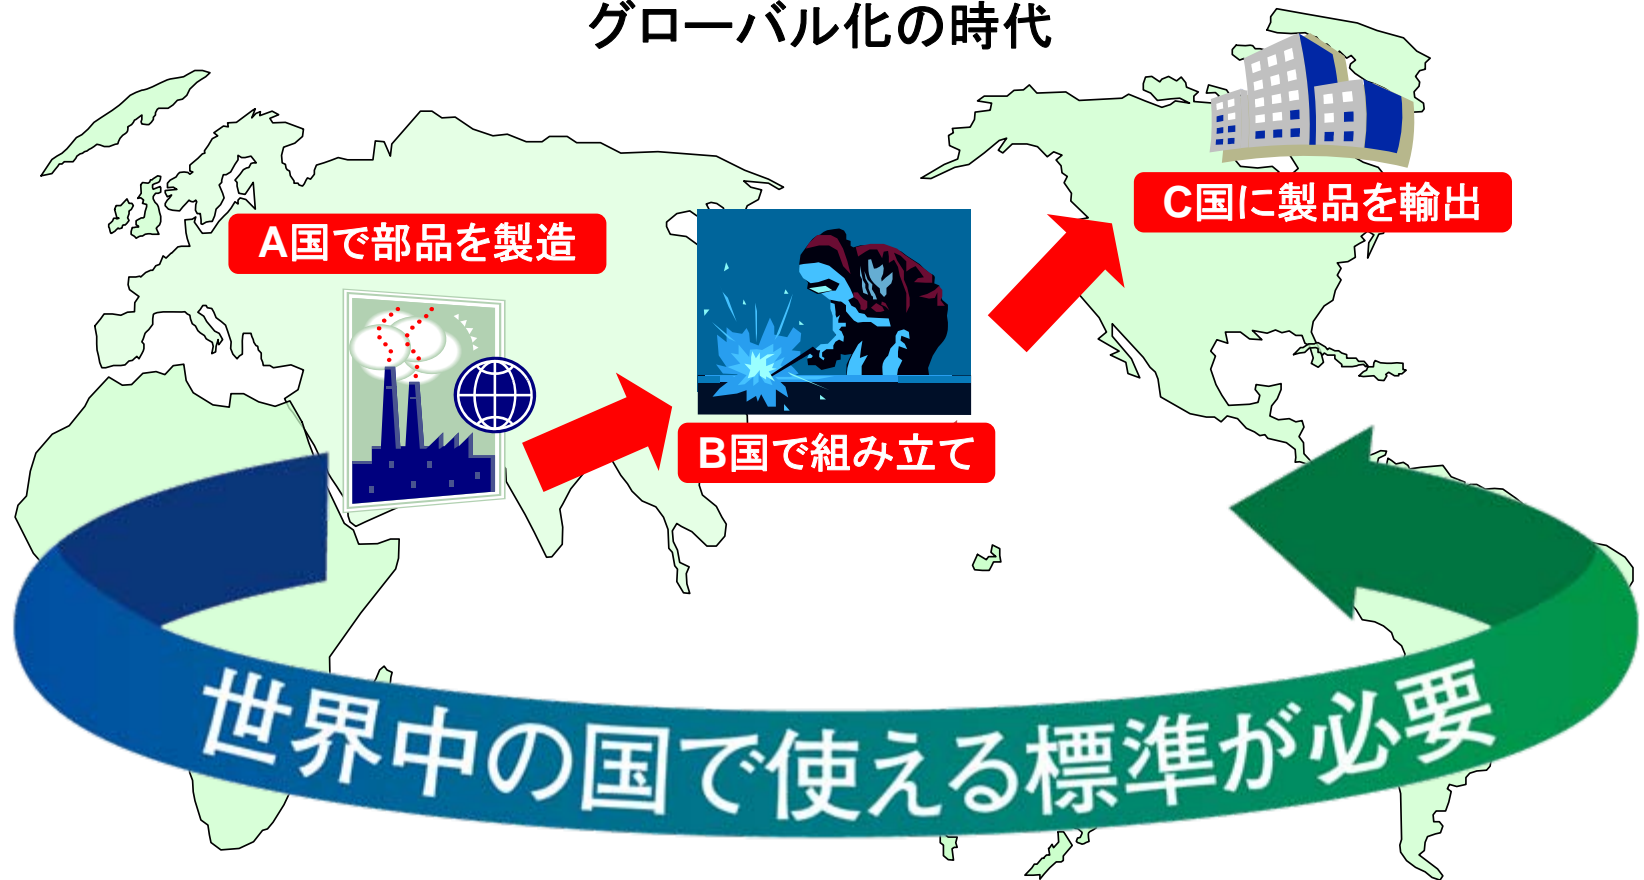 グローバル化の時代
C国に製品を輸出
A国で部品を製造
B国で組み立て
世界中の国で使える標準が必要